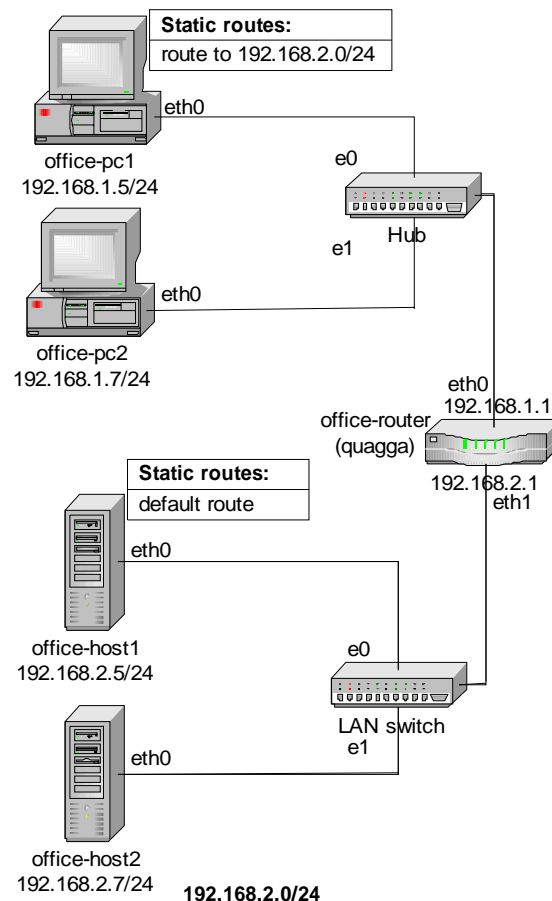 Static routes:
route to 192.168.2.0/24
eth0
office-pc1
192.168.1.5/24
e0
Hub
e1
eth0
office-pc2
192.168.1.7/24
eth0
192.168.1.1
office-router
(quagga)
192.168.2.1
eth1
Static routes:
default route
eth0
office-host1
192.168.2.5/24
e0
LAN switch
e1
eth0
office-host2
192.168.2.7/24
192.168.2.0/24